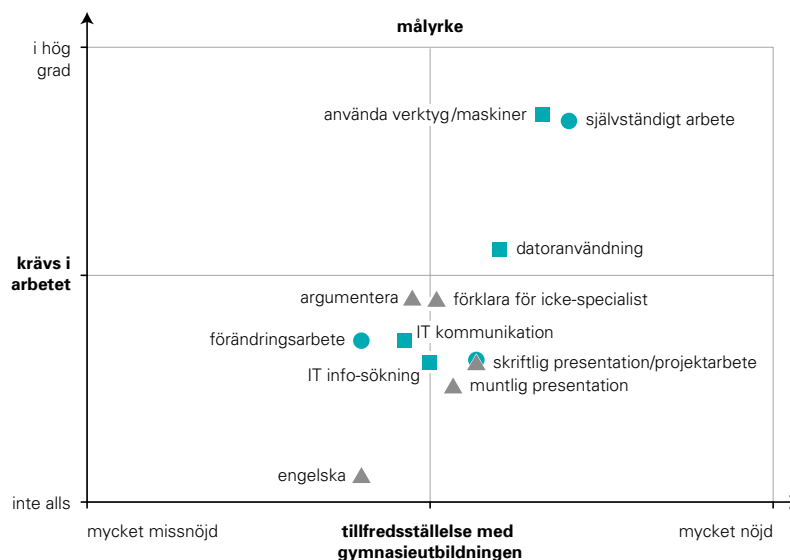 målyrke
i hög
grad
använda verktyg/maskiner
självständigt arbete
datoranvändning
krävs i
arbetet
argumentera
förklara för icke-specialist
förändringsarbete
IT kommunikation
IT info-sökning
skriftlig presentation/projektarbete
muntlig presentation
engelska
inte alls
mycket missnöjd
tillfredsställelse med
gymnasieutbildningen
mycket nöjd